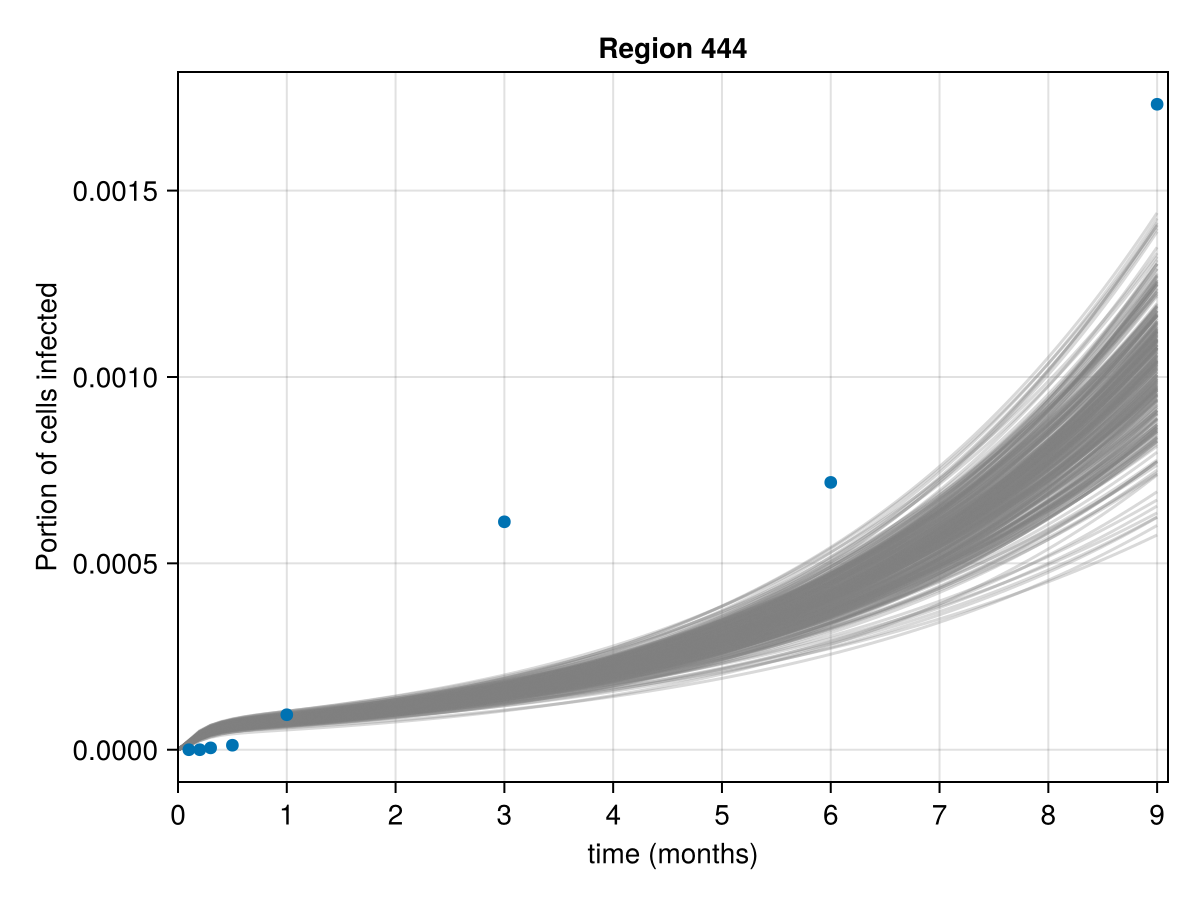 Region 444
Portion of cells infected
0.0015
0.0010
0.0005
0.0000
0 1 2 3 4 5 6 7 8 9
time (months)